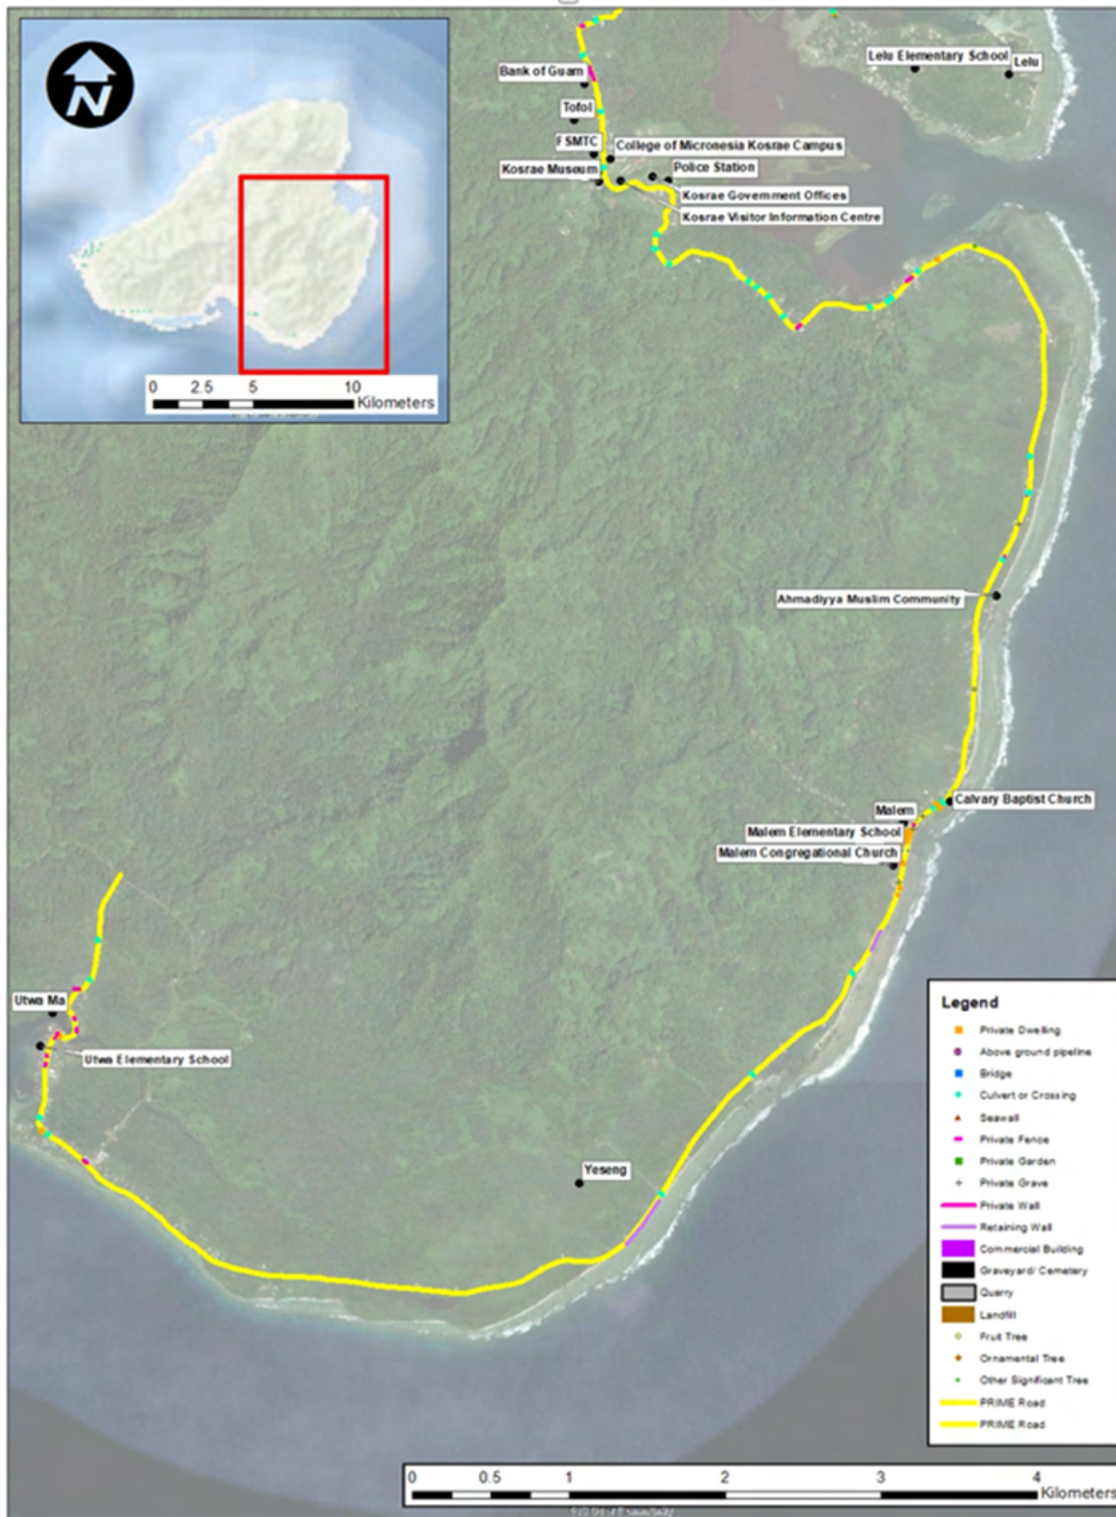 N
0 2.5 5 10
Kilometers
Bank of Guam
Lelu Elementary School
Lelu
Tofol
FSMTC
College of Micronesia Kosrae Campus
Kosrae Museum
Police Station
Kosrae Government Offices
Kosrae Visitor Information Centre
Ahmadiyya Muslim Community
Calvary Baptist Church
Malem
Malem Elementary School
Malem Congregational Church
Utwa Ma
Utwa Elementary School
Yeseng
Legend
Private Dwelling
Above ground pipeline
Bridge
Culvert or Crossing
Seawall
Private Fence
Private Garden
Private Grave
Private Wall
Retaining Wall
Commercial Building
Graveyard/ Cemetery
Quarry
Landfill
Fruit Tree
Ornamental Tree
Other Significant Tree
PRIME Road
PRIME Road
0 0.5 1 2 3 4
Kilometers